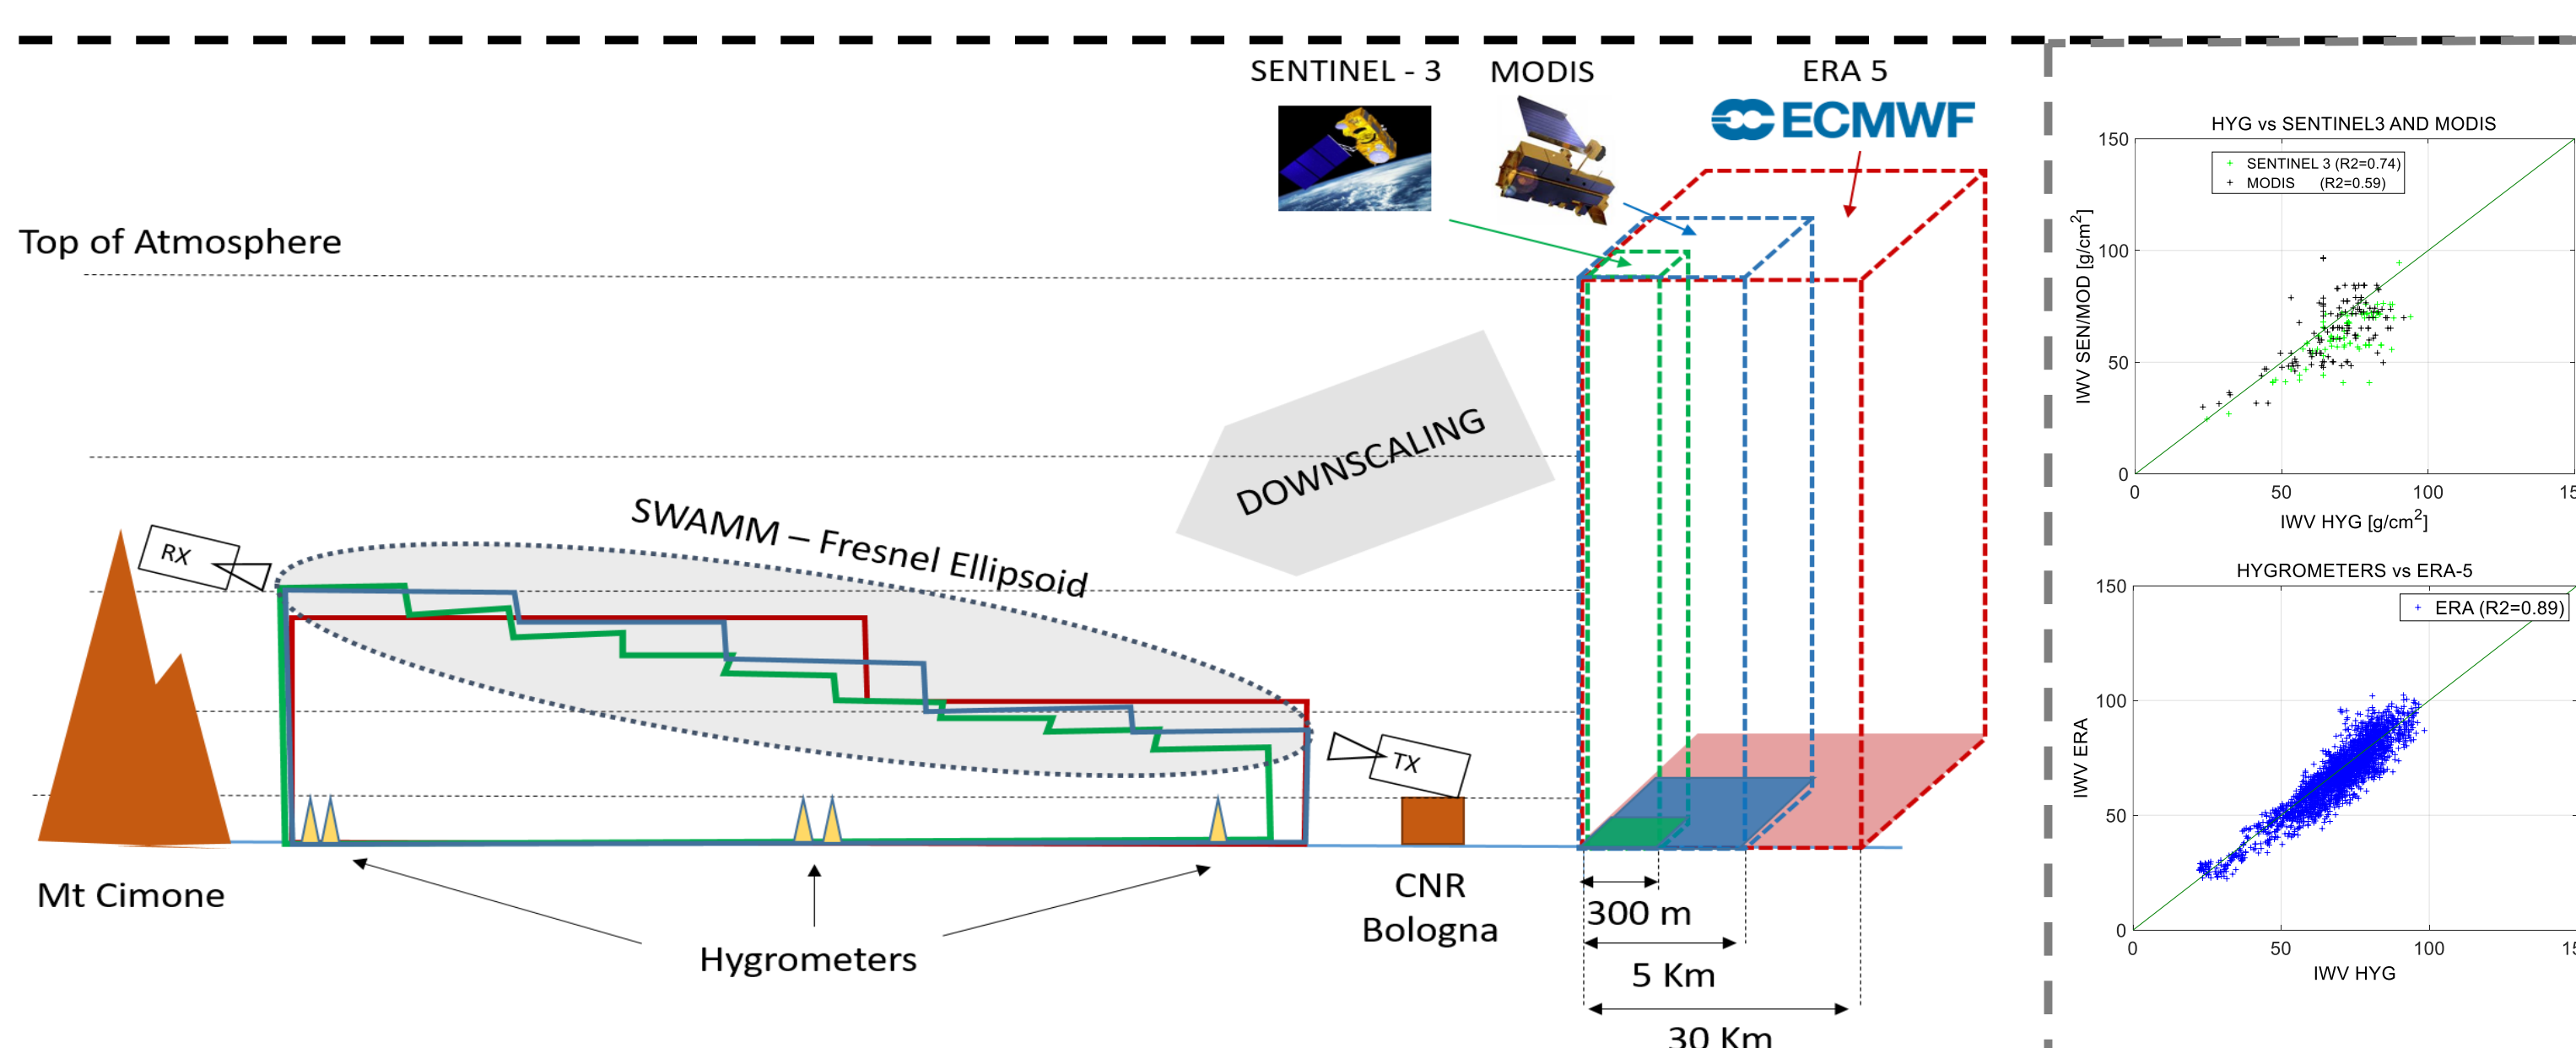 SENTINEL - 3
MODIS
ERA 5
ECMWF
Top of Atmosphere
DOWNSCALING
SWAMM – Fresnel Ellipsoid
RX
TX
Mt Cimone
Hygrometers
CNR
Bologna
300 m
5 Km
30 Km
HYG vs SENTINEL3 AND MODIS
SENTINEL 3 (R2=0.74)
MODIS (R2=0.59)
IWV SEN/MOD [g/cm²]
150
100
50
0
0 50 100 15
IWV HYG [g/cm²]
HYGROMETERS vs ERA-5
ERA (R2=0.89)
IWV ERA
150
100
50
0
0 50 100 15
IWV HYG